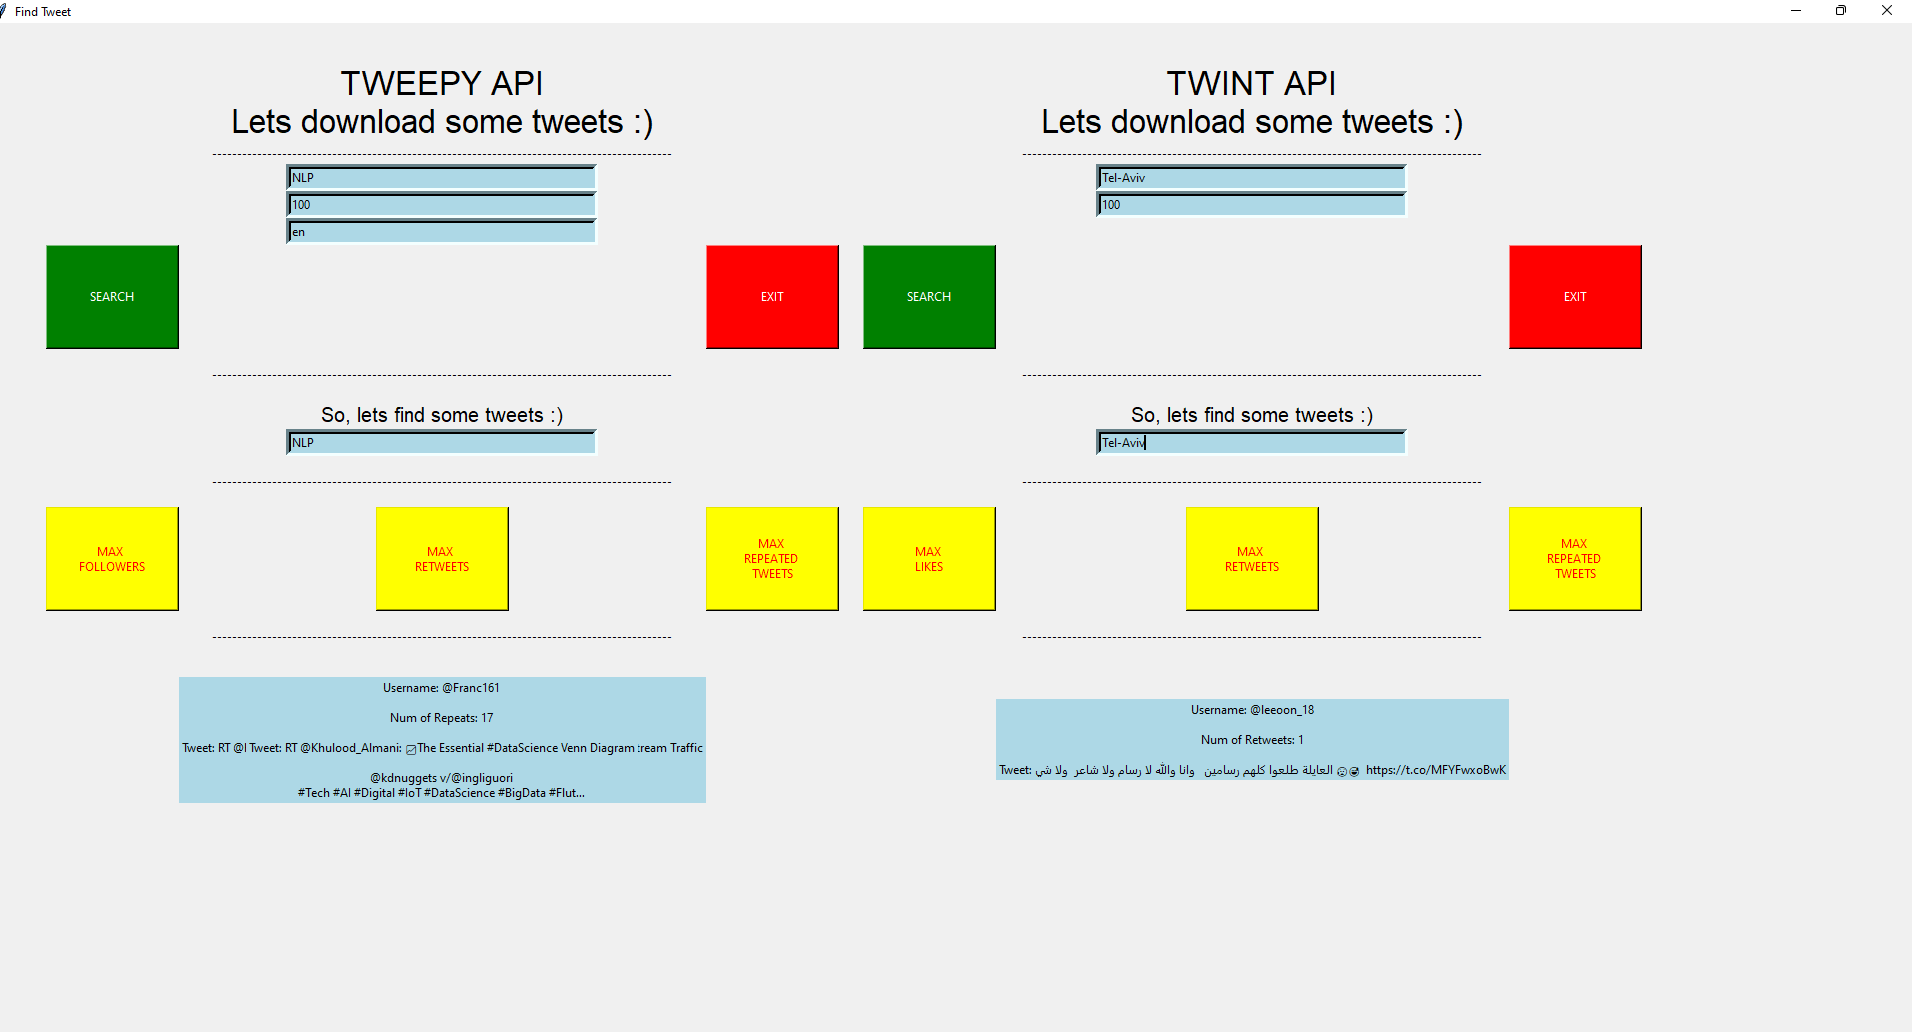 Find Tweet
TWEEPY API
Lets download some tweets :)
--------------------------------------------------------------------------------------------
NLP
100
en
SEARCH
EXIT
--------------------------------------------------------------------------------------------
So, lets find some tweets :)
NLP
--------------------------------------------------------------------------------------------
MAX
FOLLOWERS
MAX
RETWEETS
MAX
REPEATED
TWEETS
--------------------------------------------------------------------------------------------
Username: @Franc161
Num of Repeats: 17
Tweet: RT @I Tweet: RT @Khulood_Almani: 📈The Essential #DataScience Venn Diagram :ream Traffic
@kdnuggets v/@ingliguori
#Tech #AI #Digital #IoT #DataScience #BigData #Flut...
TWINT API
Lets download some tweets :)
--------------------------------------------------------------------------------------------
Tel-Aviv
100
SEARCH
EXIT
--------------------------------------------------------------------------------------------
So, lets find some tweets :)
Tel-Aviv
--------------------------------------------------------------------------------------------
MAX
LIKES
MAX
RETWEETS
MAX
REPEATED
TWEETS
--------------------------------------------------------------------------------------------
Username: @leeoon_18
Num of Retweets: 1
Tweet: العايلة طلعوا كلهم رسامين وانا والله لا رسام ولا شاعر ولا شي https://t.co/MFYFwxoBwK